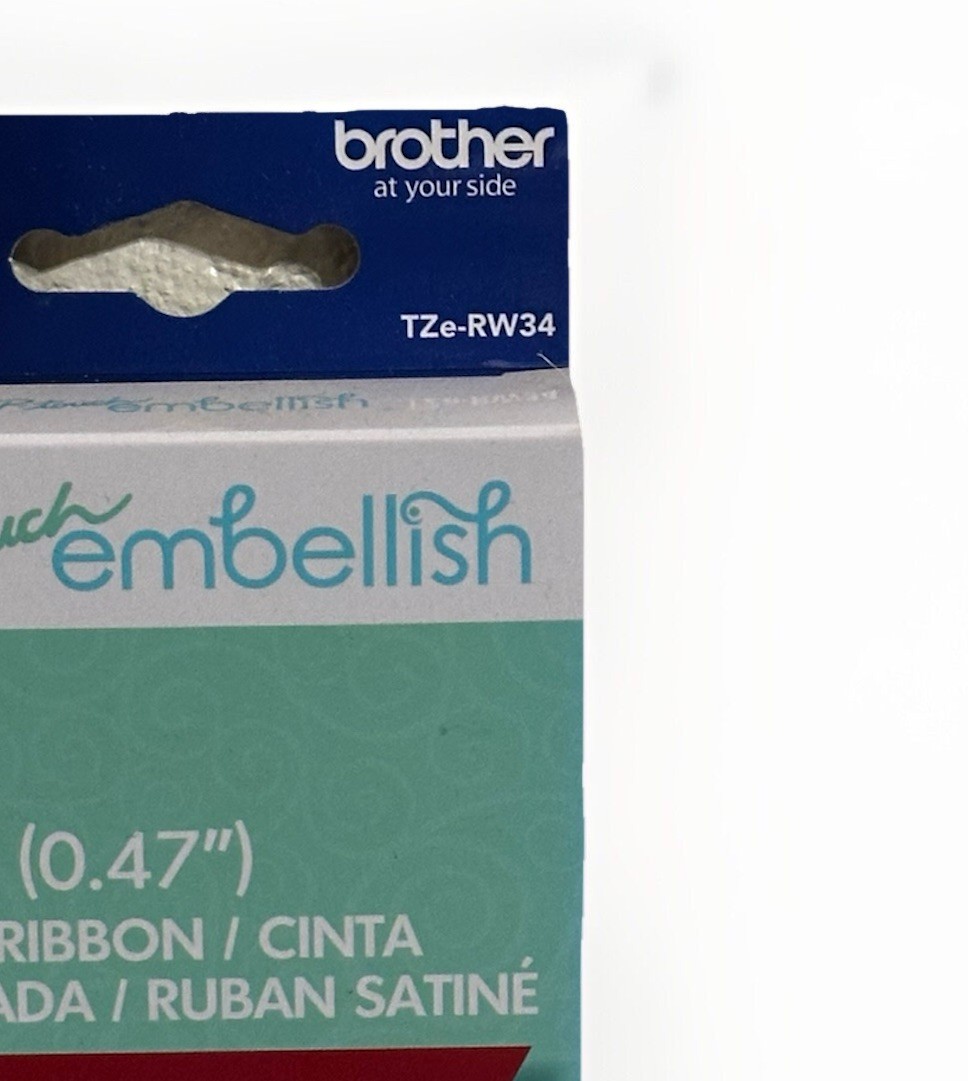 brother
at your side
TZe-RW34
embellish
embellish
(0.47")
RIBBON / CINTA
ADA / RUBAN SATINÉ